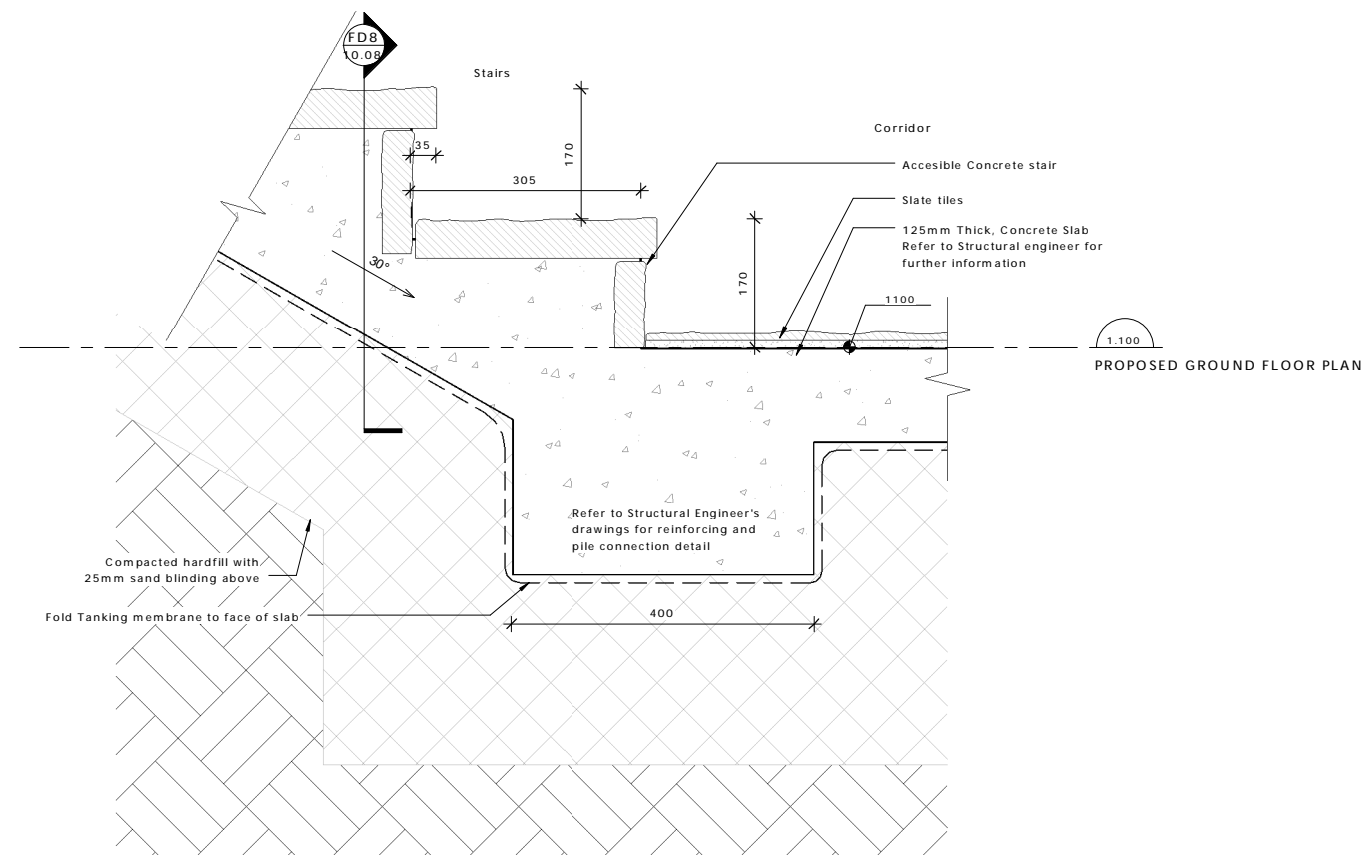 FD8
10.08
Stairs
170
Corridor
35
305
Accesible Concrete stair
Slate tiles
125mm Thick, Concrete Slab
Refer to Structural engineer for
further information
30°
170
1100
1.100
PROPOSED GROUND FLOOR PLAN
Refer to Structural Engineer's
drawings for reinforcing and
pile connection detail
Compacted hardfill with
25mm sand blinding above
Fold Tanking membrane to face of slab
400